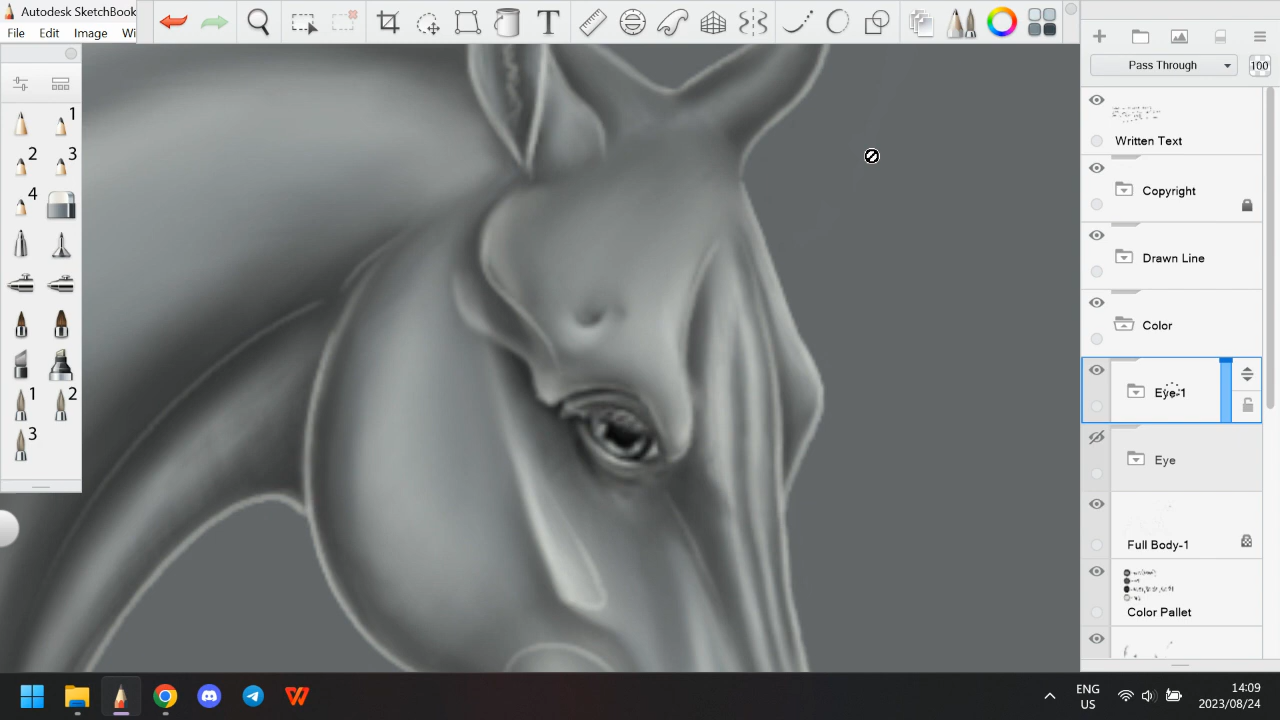 Autodesk SketchBook
File Edit Image Wi
T
Pass Through 100
1
2 3
4
1 2
3
Written Text
Copyright
Drawn Line
Color
Eye-1
Eye
Full Body-1
Color Pallet
ENG
US
14:09
2023/08/24